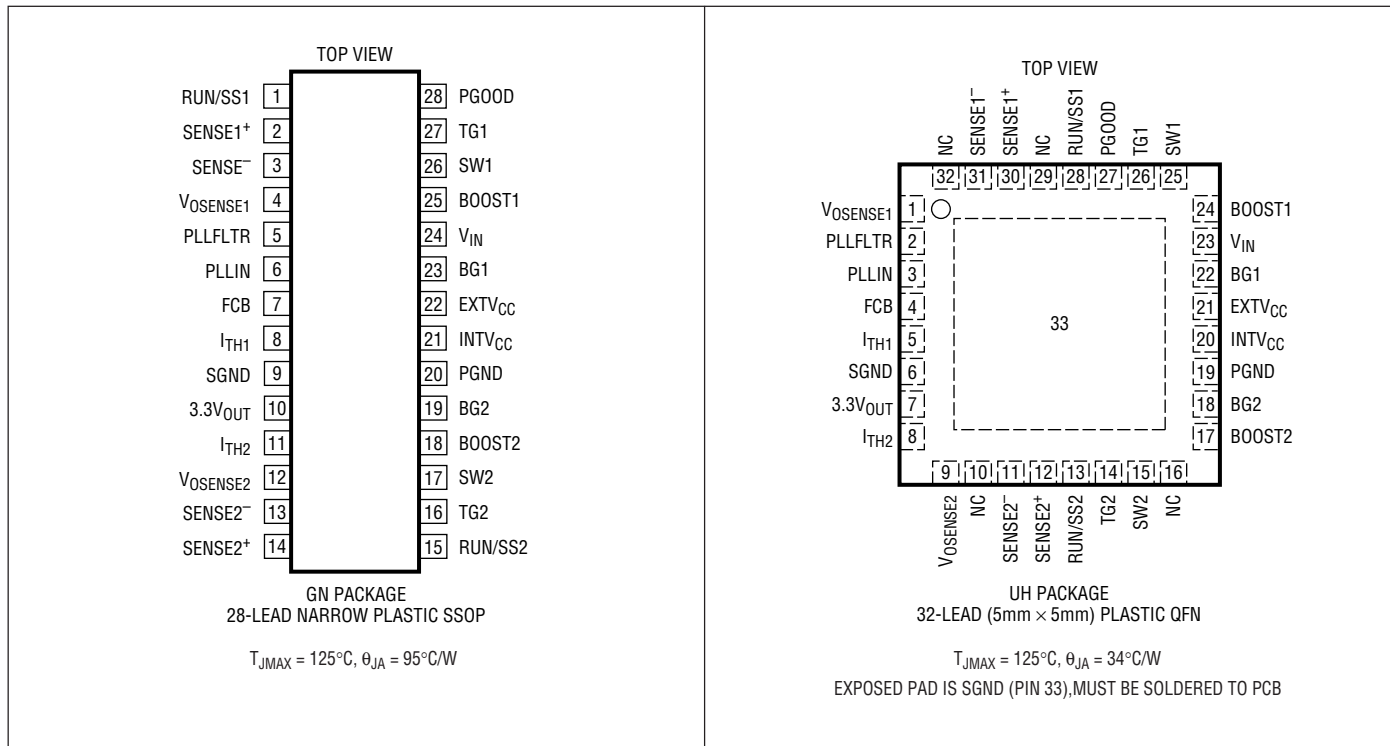 TOP VIEW
RUN/SS1 1
SENSE1+ 2
SENSE– 3
VOSENSE1 4
PLLFLTR 5
PLLIN 6
FCB 7
ITH1 8
SGND 9
3.3VOUT 10
ITH2 11
VOSENSE2 12
SENSE2– 13
SENSE2+ 14
28 PGOOD
27 TG1
26 SW1
25 BOOST1
24 VIN
23 BG1
22 EXTVCC
21 INTVCC
20 PGND
19 BG2
18 BOOST2
17 SW2
16 TG2
15 RUN/SS2
GN PACKAGE
28-LEAD NARROW PLASTIC SSOP
TJMAX = 125°C, θJA = 95°C/W
TOP VIEW
NC SENSE1– SENSE1+ NC RUN/SS1 PGOOD TG1 SW1
32 31 30 29 28 27 26 25
VOSENSE1 1
PLLFLTR 2
PLLIN 3
FCB 4
ITH1 5
SGND 6
3.3VOUT 7
ITH2 8
33
24 BOOST1
23 VIN
22 BG1
21 EXTVCC
20 INTVCC
19 PGND
18 BG2
17 BOOST2
9 10 11 12 13 14 15 16
VOSENSE2 NC SENSE2– SENSE2+ RUN/SS2 TG2 SW2 NC
UH PACKAGE
32-LEAD (5mm × 5mm) PLASTIC QFN
TJMAX = 125°C, θJA = 34°C/W
EXPOSED PAD IS SGND (PIN 33),MUST BE SOLDERED TO PCB